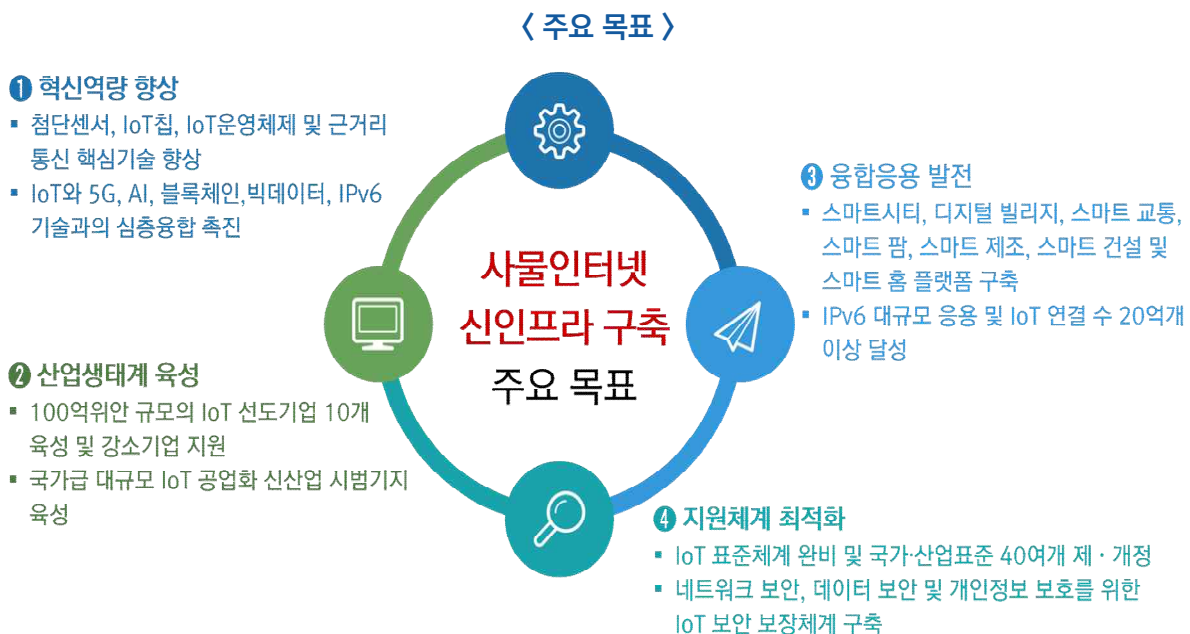 〈 주요 목표 〉
❶ 혁신역량 향상
▪ 첨단센서, IoT칩, IoT운영체제 및 근거리
통신 핵심기술 향상
▪ IoT와 5G, AI, 블록체인,빅데이터, IPv6
기술과의 심층융합 촉진
❷ 산업생태계 육성
▪ 100억위안 규모의 IoT 선도기업 10개
육성 및 강소기업 지원
▪ 국가급 대규모 IoT 공업화 신산업 시범기지
육성
사물인터넷
신인프라 구축
주요 목표
❸ 융합응용 발전
▪ 스마트시티, 디지털 빌리지, 스마트 교통,
스마트 팜, 스마트 제조, 스마트 건설 및
스마트 홈 플랫폼 구축
▪ IPv6 대규모 응용 및 IoT 연결 수 20억개
이상 달성
❹ 지원체계 최적화
▪ IoT 표준체계 완비 및 국가·산업표준 40여개 제 · 개정
▪ 네트워크 보안, 데이터 보안 및 개인정보 보호를 위한
IoT 보안 보장체계 구축